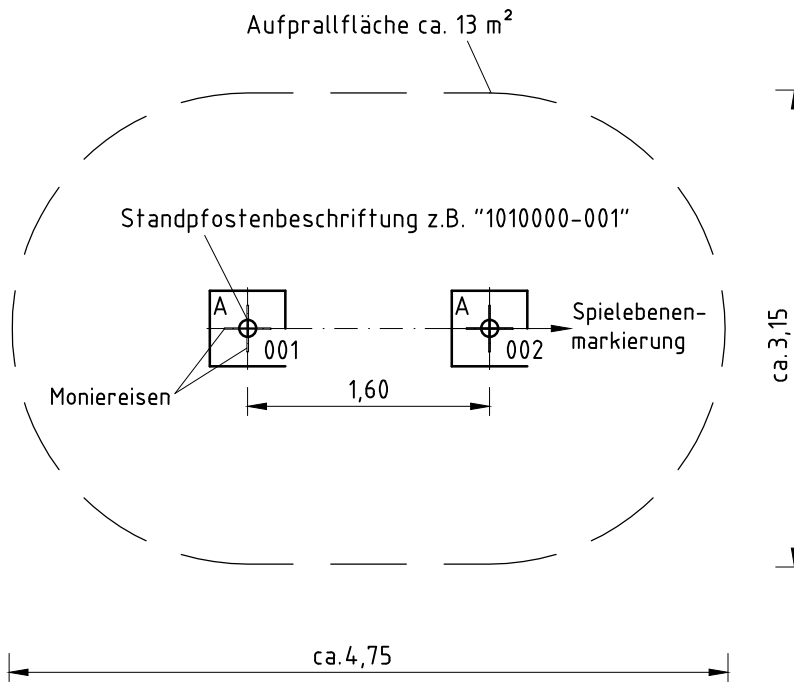 Aufprallfläche ca. 13 m²
Standpfostenbeschriftung z.B. "1010000-001"
A
A
Spielebenen-
markierung
001
002
Moniereisen
1,60
ca. 3,15
ca. 4,75